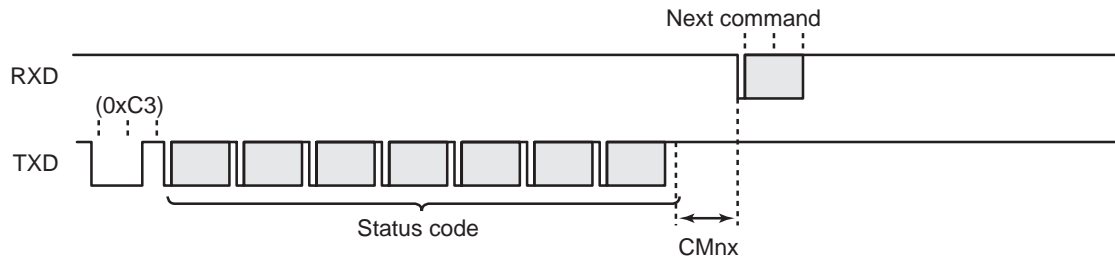 Next command
RXD
(0xC3)
TXD
Status code
CMnx